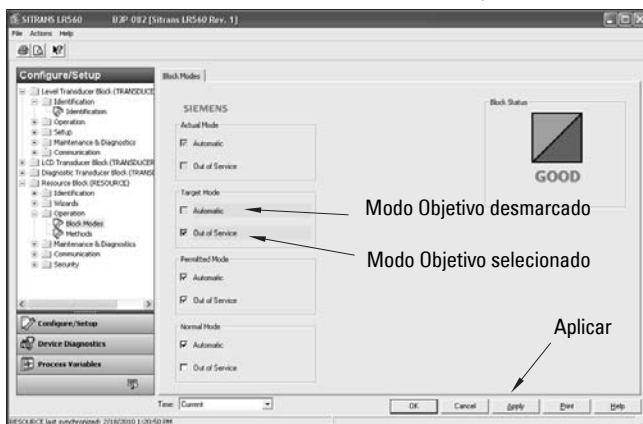 SITRANS LR560 BJP-082 [Sitrans LR560 Rev. 1]
File Actions Help
Configure/Setup
Level Transducer Block (TRANSDUCE
Identification
Identification
Operation
Setup
Maintenance & Diagnostics
Communication
LCD Transducer Block (TRANSDUCER
Diagnostic Transducer Block (TRANSD
Resource Block (RESOURCE)
Identification
Wizards
Operation
Block Modes
Methods
Maintenance & Diagnostics
Communication
Security
Configure/Setup
Device Diagnostics
Process Variables
Block Modes
SIEMENS
Actual Mode
Automatic
Out of Service
Target Mode
Automatic
Out of Service
Permitted Mode
Automatic
Out of Service
Normal Mode
Automatic
Out of Service
Block Status
GOOD
Modo Objetivo desmarcado
Modo Objetivo selecionado
Aplicar
Time: Current
OK Cancel Apply Print Help
RESOURCE last synchronized: 2/18/2010 1:20:50 PM